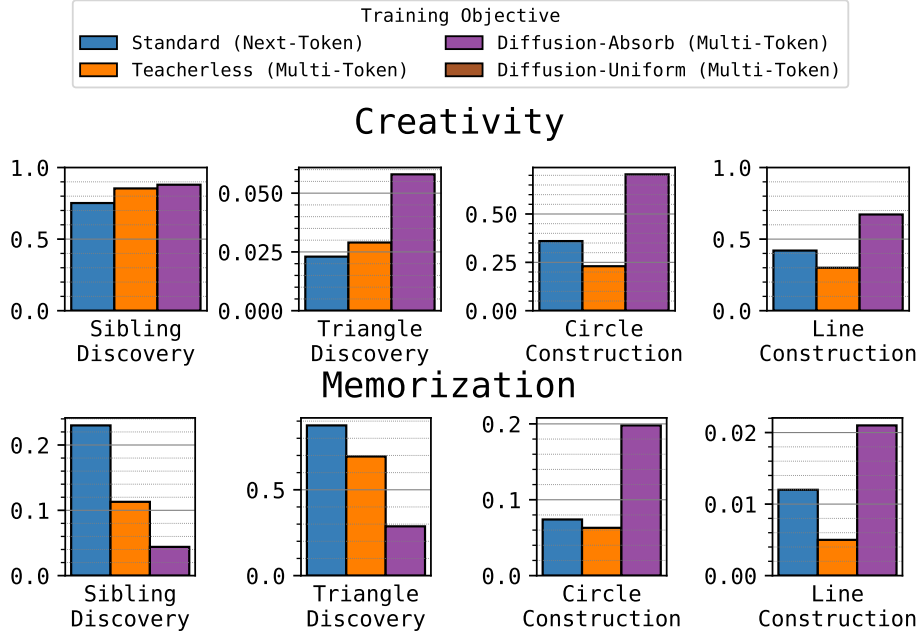 Training Objective
Standard (Next-Token)
Diffusion-Absorb (Multi-Token)
Teacherless (Multi-Token)
Diffusion-Uniform (Multi-Token)
Creativity
1.0
0.5
0.0
Sibling
Discovery
0.050
0.025
0.000
Triangle
Discovery
0.50
0.25
0.00
Circle
Construction
1.0
0.5
0.0
Line
Construction
Memorization
0.2
0.1
0.0
Sibling
Discovery
0.5
0.0
Triangle
Discovery
0.2
0.1
0.0
Circle
Construction
0.02
0.01
0.00
Line
Construction